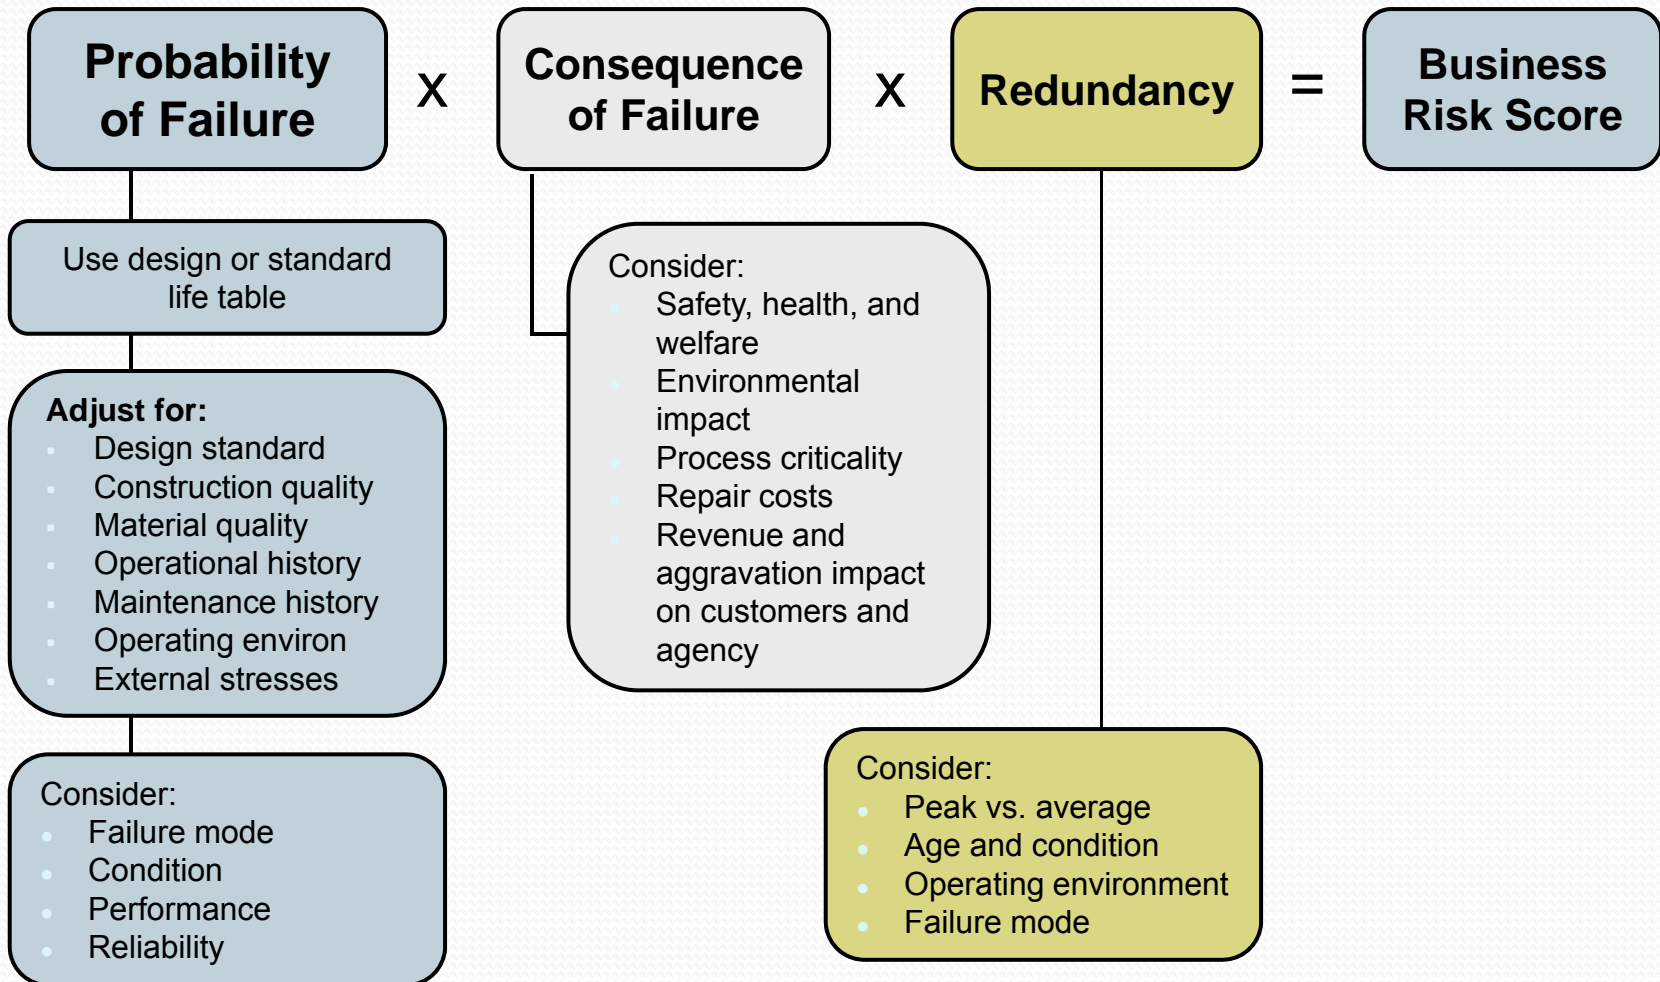 Probability
of Failure
x
Consequence
of Failure
x
Redundancy
=
Business
Risk Score
Use design or standard
life table
Adjust for:
Design standard
Construction quality
Material quality
Operational history
Maintenance history
Operating environ
External stresses
Consider:
Failure mode
Condition
Performance
Reliability
Consider:
Safety, health, and
welfare
Environmental
impact
Process criticality
Repair costs
Revenue and
aggravation impact
on customers and
agency
Consider:
Peak vs. average
Age and condition
Operating environment
Failure mode